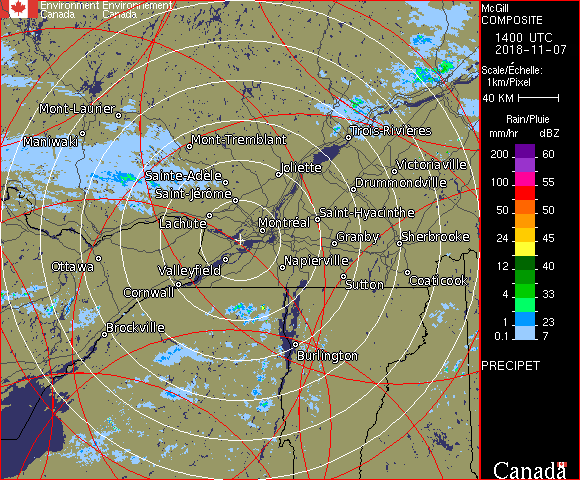 Environment Environnement
Canada Canada
Mont-Laurier
Maniwaki
Mont-Tremblant
Trois-Rivières
Sainte-Adèle
Joliette
Victoriaville
Saint-Jérôme
Drummondville
Lachute
Montréal
Saint-Hyacinthe
Granby
Sherbrooke
Ottawa
Valleyfield
Napierville
Cornwall
Sutton
Coaticook
Brockville
Burlington
McGill
COMPOSITE
1400 UTC
2018-11-07
Scale/Échelle:
1km/Pixel
40 KM
Rain/Pluie
mm/hr dBZ
200 60
150 55
100 55
50 50
24 45
12 40
4 33
1 23
0.1 7
PRECIPET
Canada